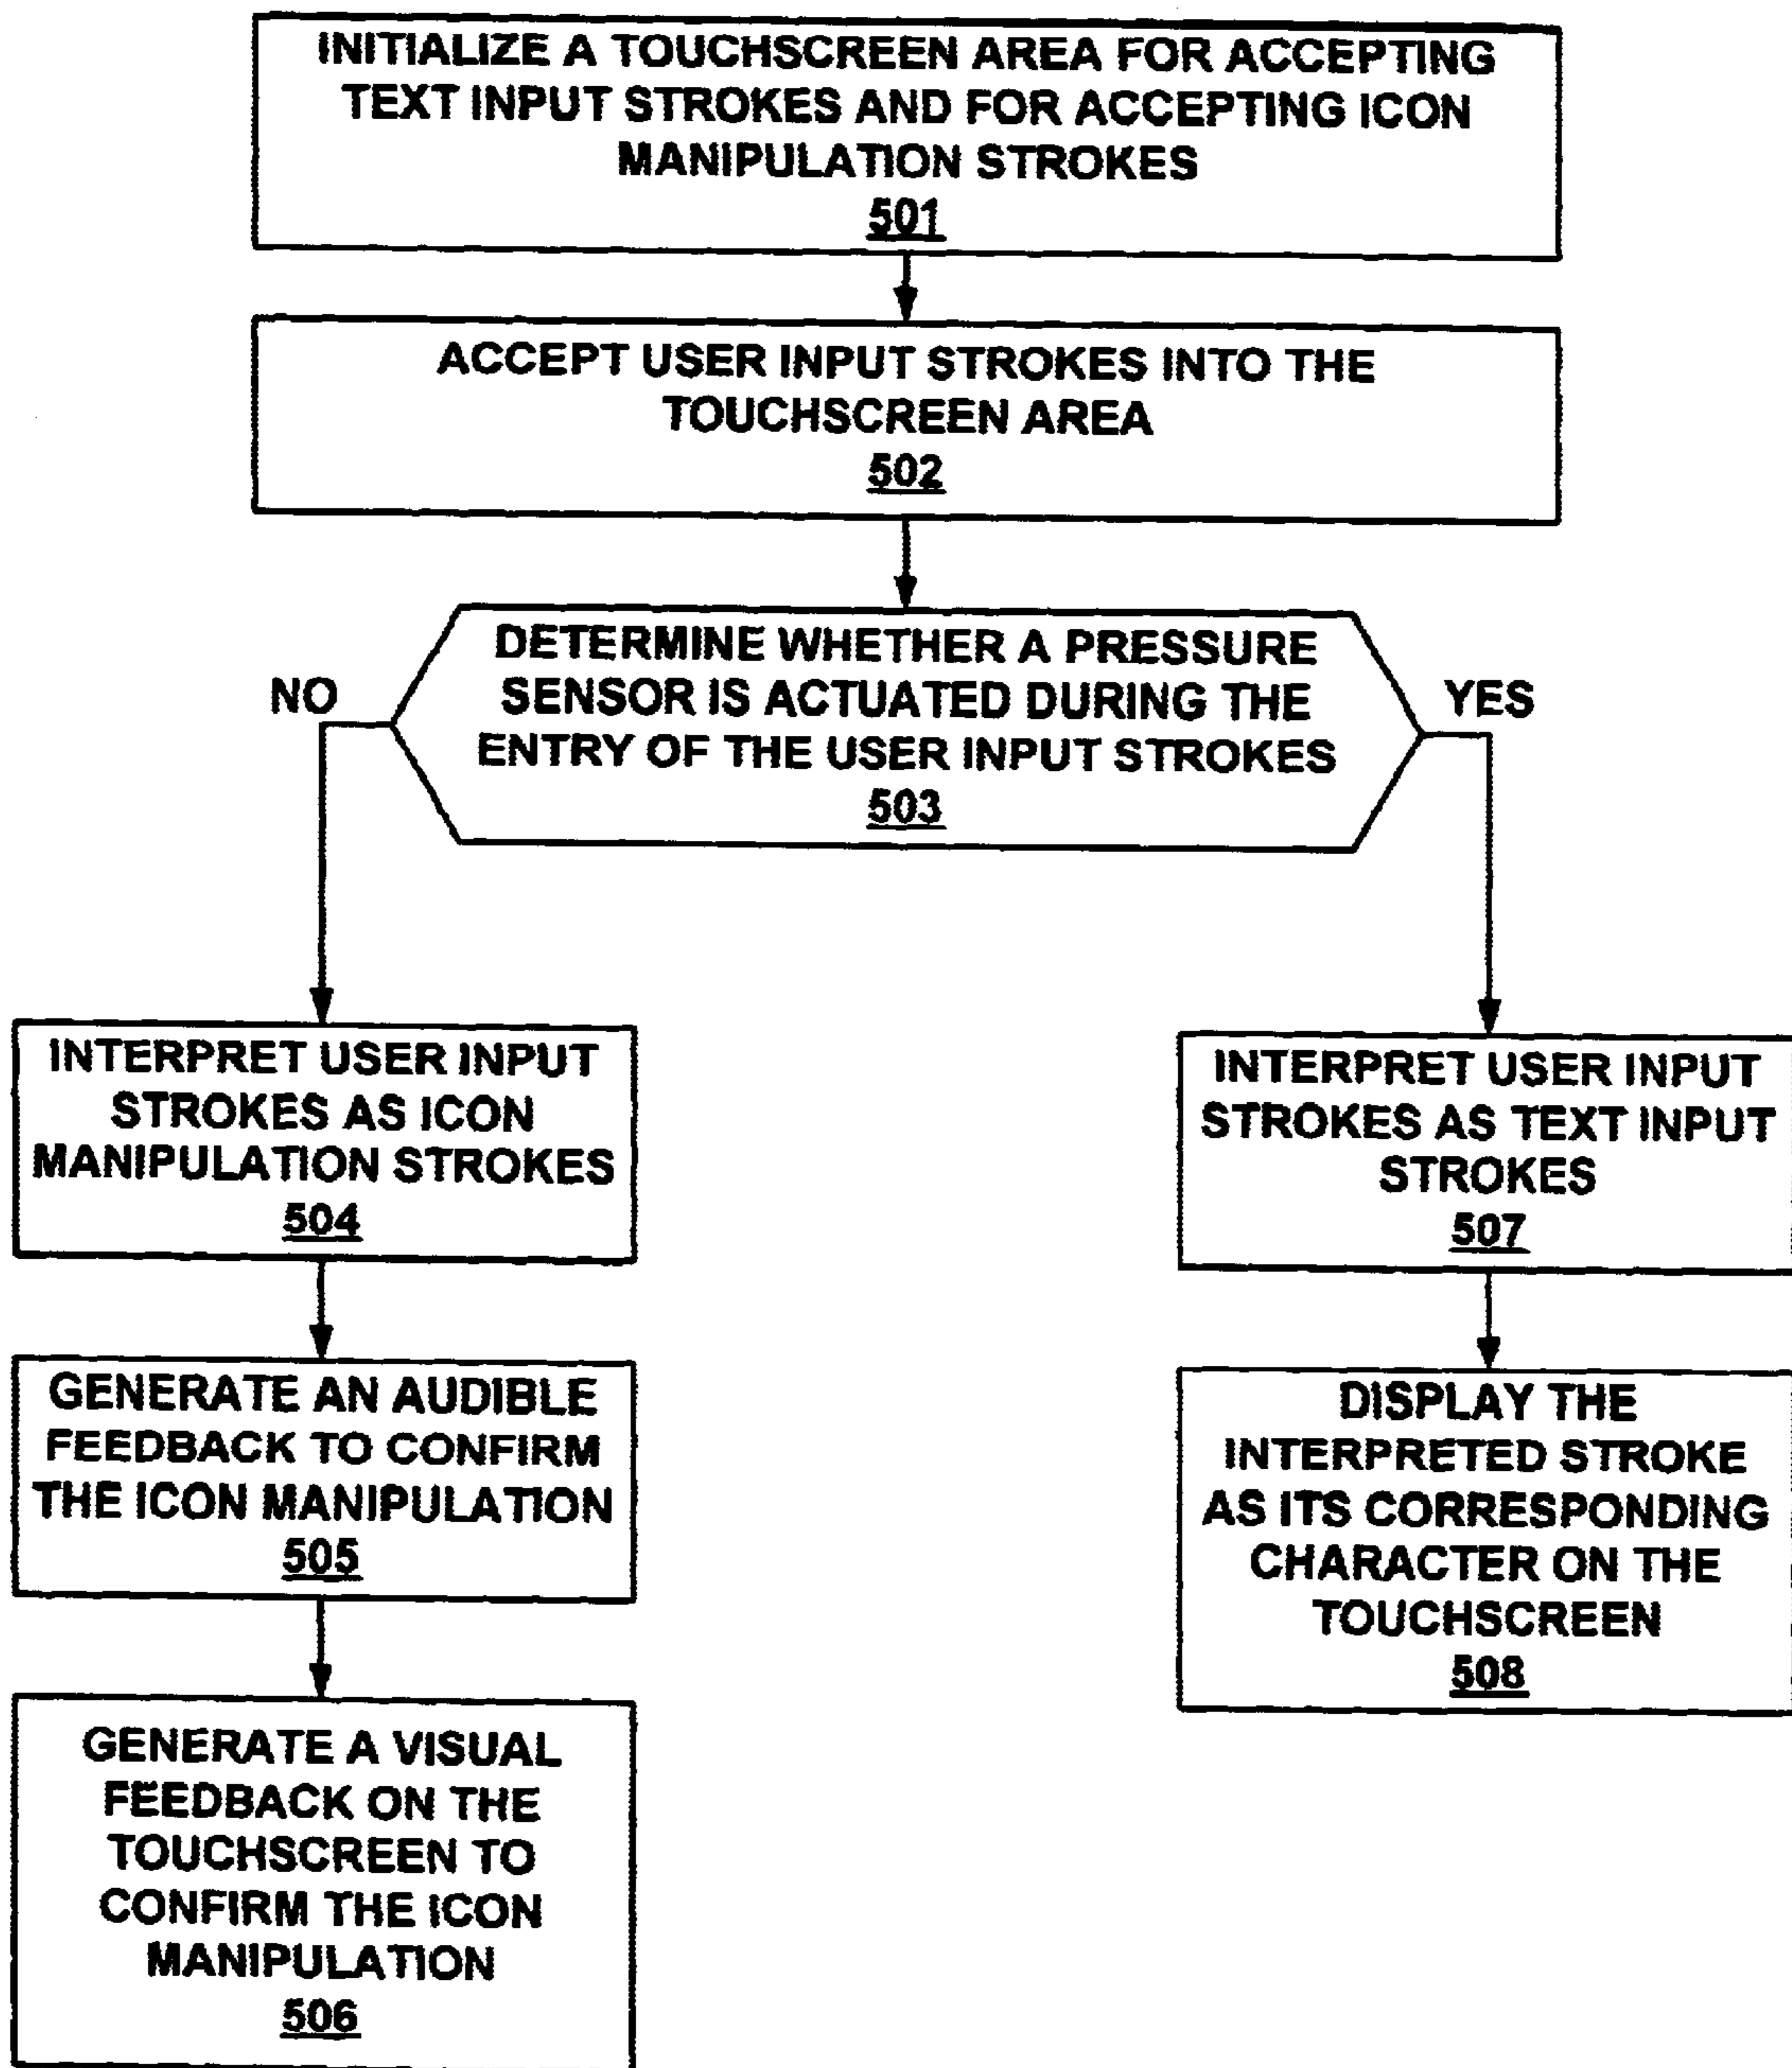 INITIALIZE A TOUCHSCREEN AREA FOR ACCEPTING
TEXT INPUT STROKES AND FOR ACCEPTING ICON
MANIPULATION STROKES
501
ACCEPT USER INPUT STROKES INTO THE
TOUCHSCREEN AREA
502
DETERMINE WHETHER A PRESSURE
SENSOR IS ACTUATED DURING THE
ENTRY OF THE USER INPUT STROKES
503
NO
YES
INTERPRET USER INPUT
STROKES AS ICON
MANIPULATION STROKES
504
GENERATE AN AUDIBLE
FEEDBACK TO CONFIRM
THE ICON MANIPULATION
505
GENERATE A VISUAL
FEEDBACK ON THE
TOUCHSCREEN TO
CONFIRM THE ICON
MANIPULATION
506
INTERPRET USER INPUT
STROKES AS TEXT INPUT
STROKES
507
DISPLAY THE
INTERPRETED STROKE
AS ITS CORRESPONDING
CHARACTER ON THE
TOUCHSCREEN
508